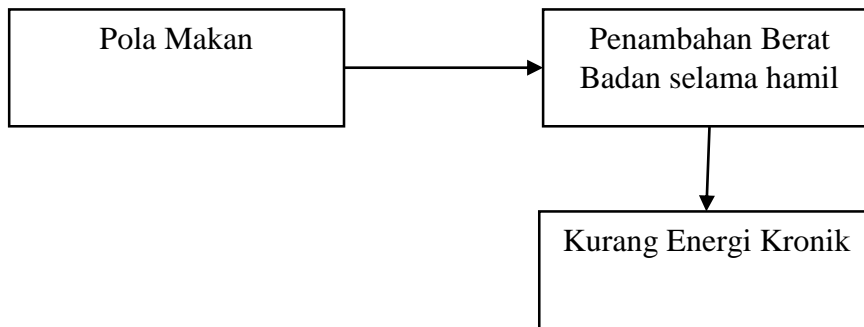 Pola Makan
Penambahan Berat
Badan selama hamil
Kurang Energi Kronik